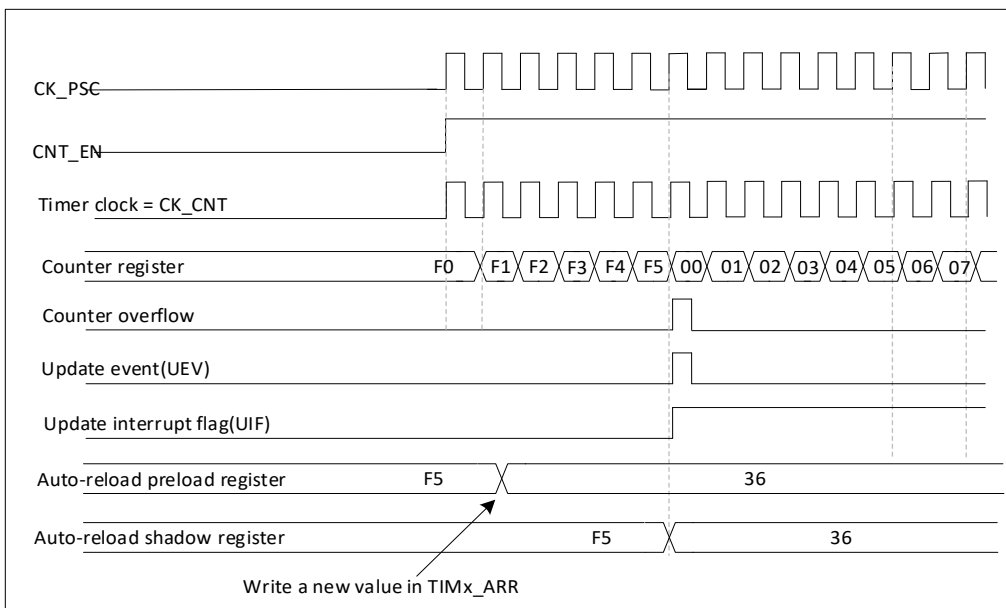 CK_PSC
CNT_EN
Timer clock = CK_CNT
Counter register F0 F1 F2 F3 F4 F5 00 01 02 03 04 05 06 07
Counter overflow
Update event(UEV)
Update interrupt flag(UIF)
Auto-reload preload register F5 36
Auto-reload shadow register F5 36
Write a new value in TIMx_ARR